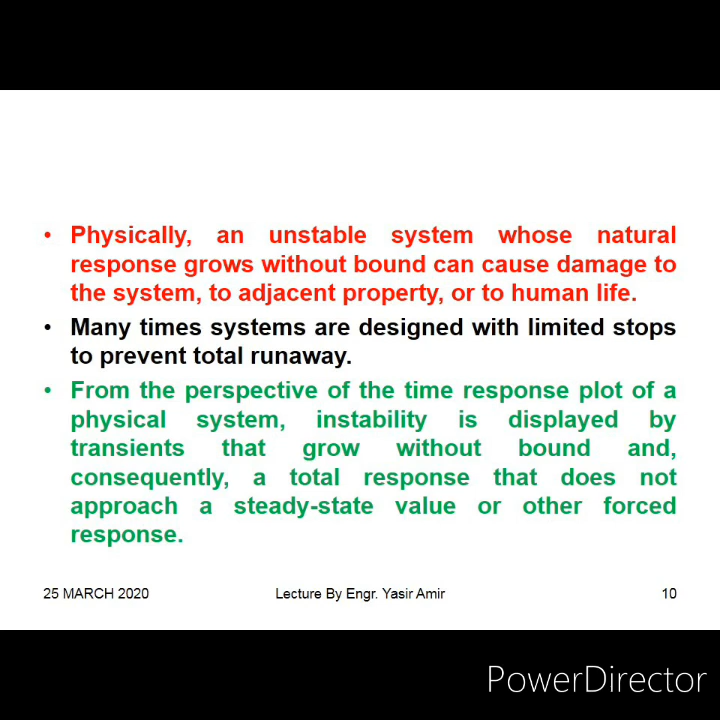 • Physically, an unstable system whose natural
response grows without bound can cause damage to
the system, to adjacent property, or to human life.
• Many times systems are designed with limited stops
to prevent total runaway.
• From the perspective of the time response plot of a
physical system, instability is displayed by
transients that grow without bound and,
consequently, a total response that does not
approach a steady-state value or other forced
response.
25 MARCH 2020 Lecture By Engr. Yasir Amir 10
PowerDirector